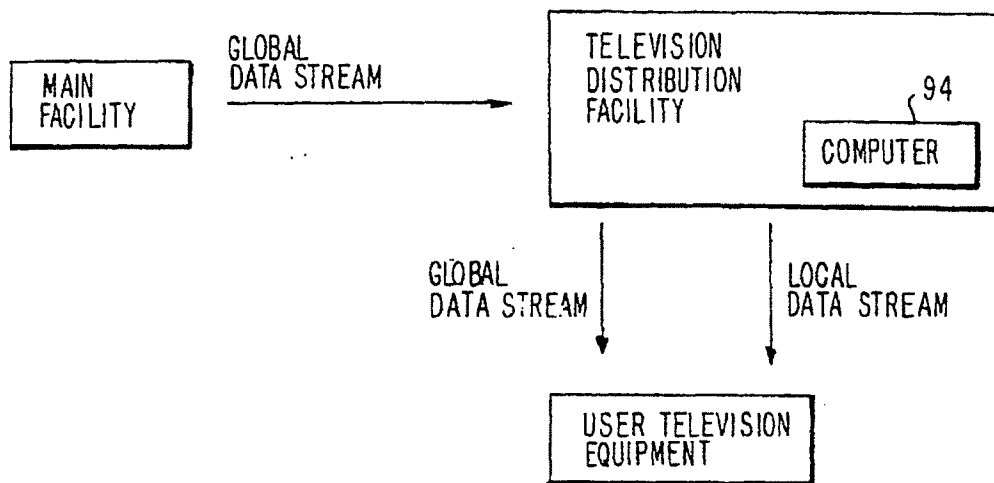 MAIN
FACILITY
GLOBAL
DATA STREAM
TELEVISION
DISTRIBUTION
FACILITY
94
COMPUTER
GLOBAL
DATA STREAM
LOCAL
DATA STREAM
USER TELEVISION
EQUIPMENT